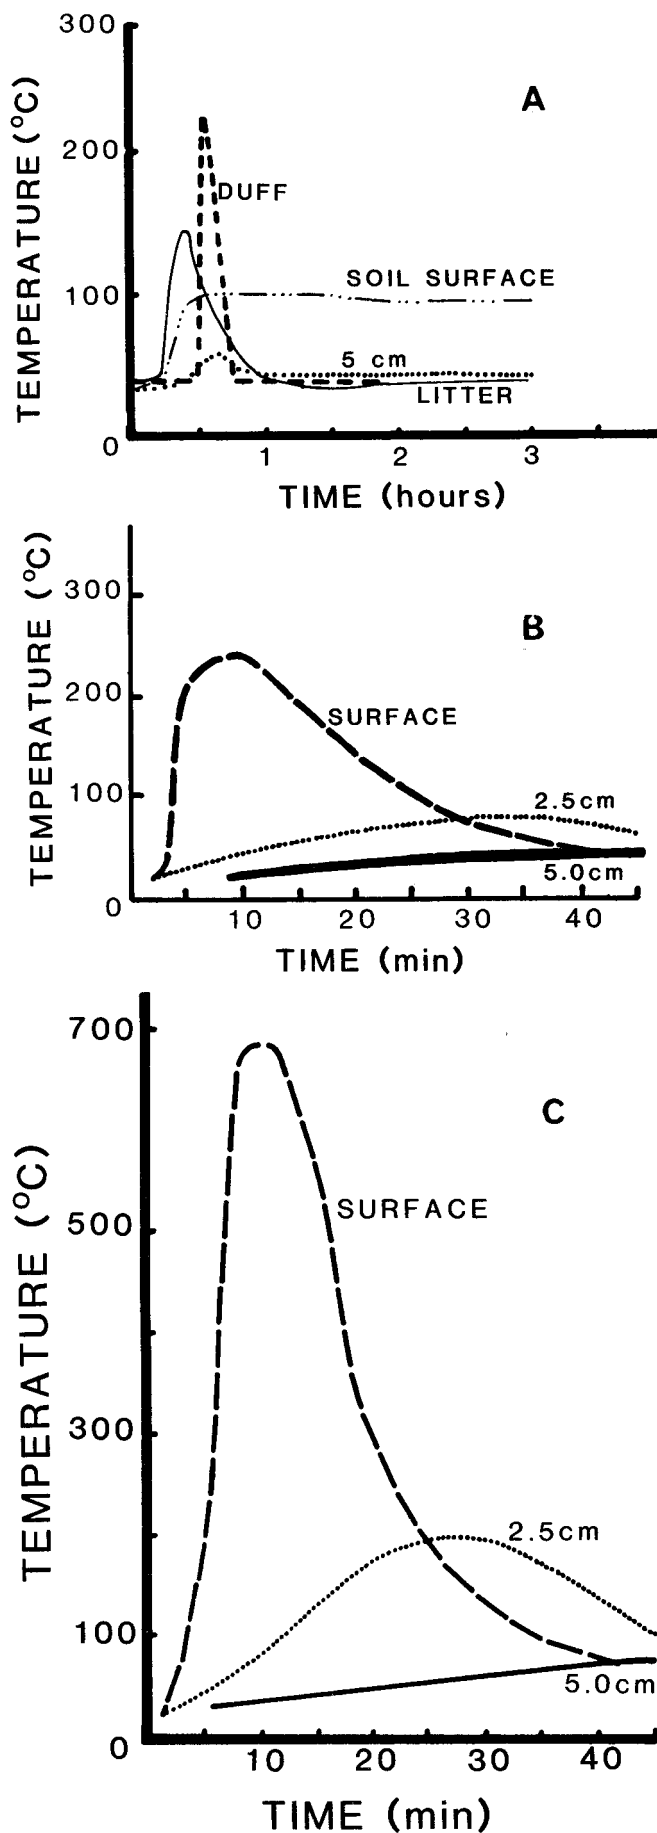 300
A
TEMPERATURE (°C)
200
DUFF
SOIL SURFACE
100
5 cm
LITTER
0
1 2 3
TIME (hours)
300
B
TEMPERATURE (°C)
200
SURFACE
100
2.5cm
5.0cm
0
10 20 30 40
TIME (min)
700
C
TEMPERATURE (°C)
SURFACE
500
300
2.5cm
100
5.0cm
0
10 20 30 40
TIME (min)